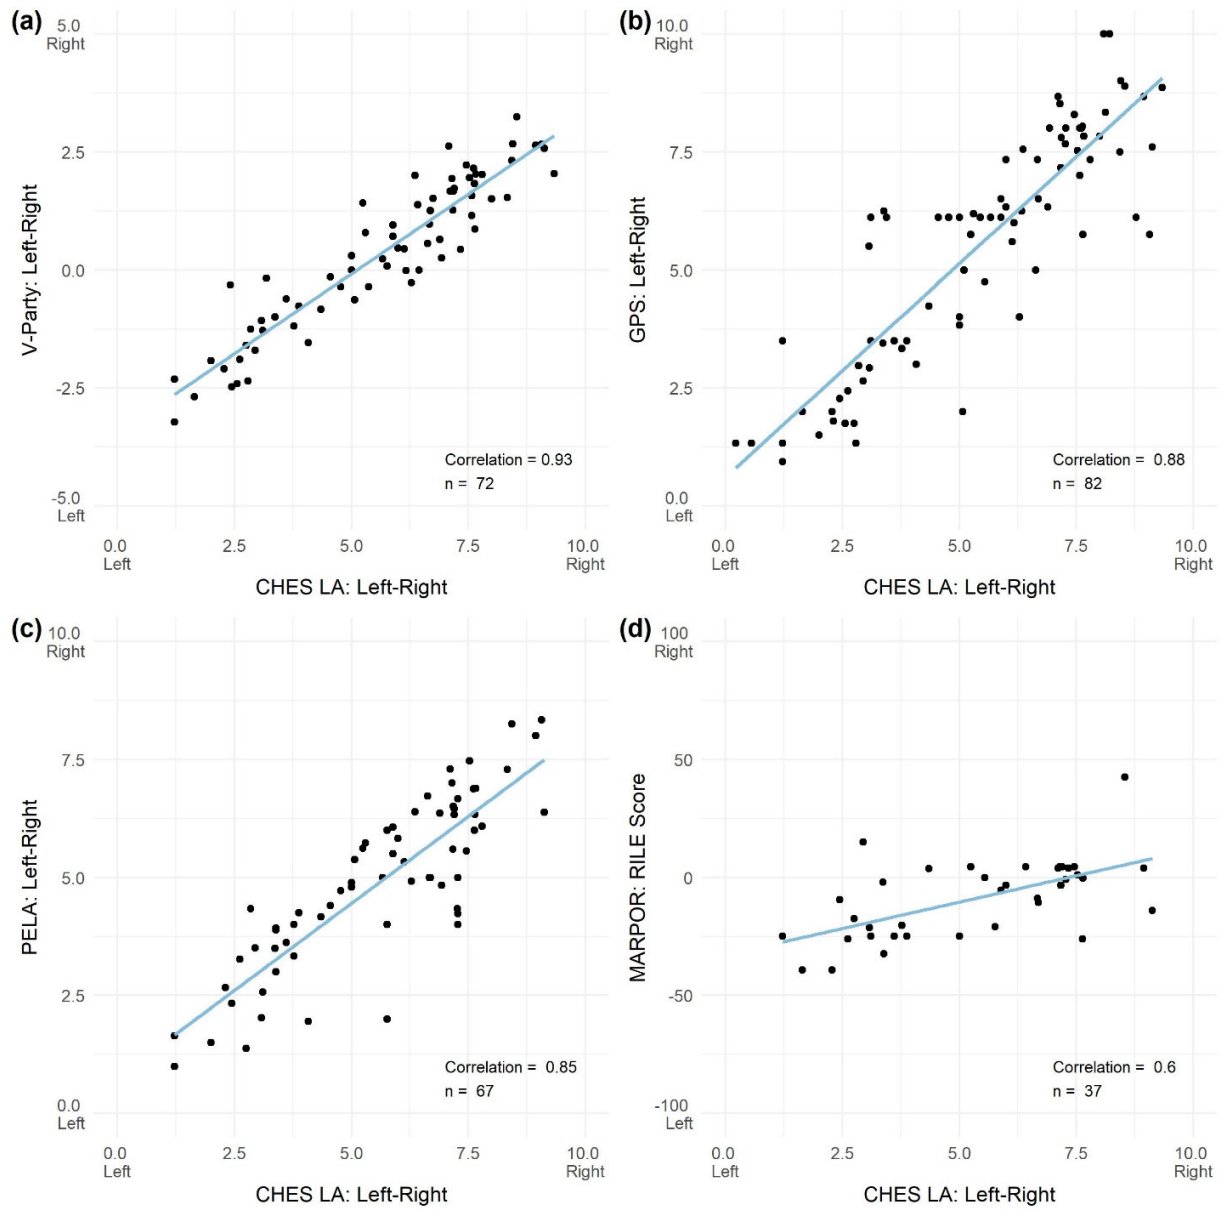 (a)
5.0
Right
2.5
0.0
-2.5
-5.0
Left
V-Party: Left-Right
Correlation = 0.93
n = 72
0.0 2.5 5.0 7.5 10.0
Left Right
CHES LA: Left-Right
(b)
10.0
Right
7.5
5.0
2.5
0.0
Left
GPS: Left-Right
Correlation = 0.88
n = 82
0.0 2.5 5.0 7.5 10.0
Left Right
CHES LA: Left-Right
(c)
10.0
Right
7.5
5.0
2.5
0.0
Left
PELA: Left-Right
Correlation = 0.85
n = 67
0.0 2.5 5.0 7.5 10.0
Left Right
CHES LA: Left-Right
(d)
100
Right
50
0
-50
-100
Left
MARPOR: RILE Score
Correlation = 0.6
n = 37
0.0 2.5 5.0 7.5 10.0
Left Right
CHES LA: Left-Right